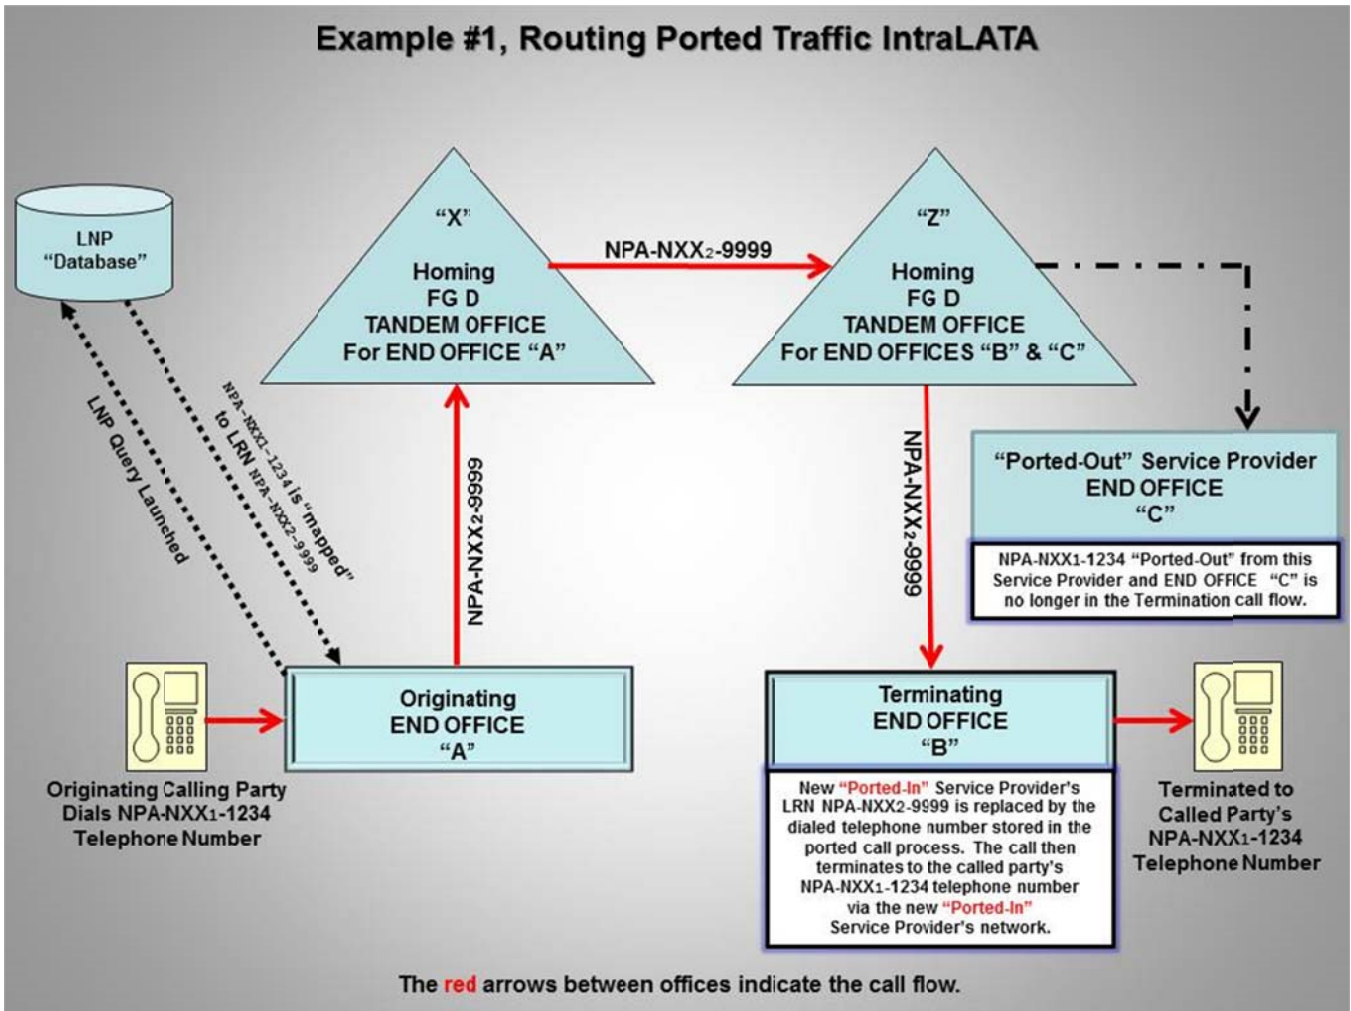 Example #1, Routing Ported Traffic IntraLATA
LNP
“Database”
“X”
Homing
FG D
TANDEM OFFICE
For END OFFICE “A”
NPA-NXX2-9999
“Z”
Homing
FG D
TANDEM OFFICE
For END OFFICES “B” & “C”
LNP Query Launched
NPA-NXX1-1234 is “mapped”
to LRN NPA-NXX2-9999
NPA-NXX2-9999
NPA-NXX2-9999
“Ported-Out” Service Provider
END OFFICE
“C”
NPA-NXX1-1234 “Ported-Out” from this
Service Provider and END OFFICE “C” is
no longer in the Termination call flow.
Originating Calling Party
Dials NPA-NXX1-1234
Telephone Number
Originating
END OFFICE
“A”
Terminating
END OFFICE
“B”
New “Ported-In” Service Provider's
LRN NPA-NXX2-9999 is replaced by the
dialed telephone number stored in the
ported call process. The call then
terminates to the called party's
NPA-NXX1-1234 telephone number
via the new “Ported-In”
Service Provider's network.
Terminated to
Called Party's
NPA-NXX1-1234
Telephone Number
The red arrows between offices indicate the call flow.